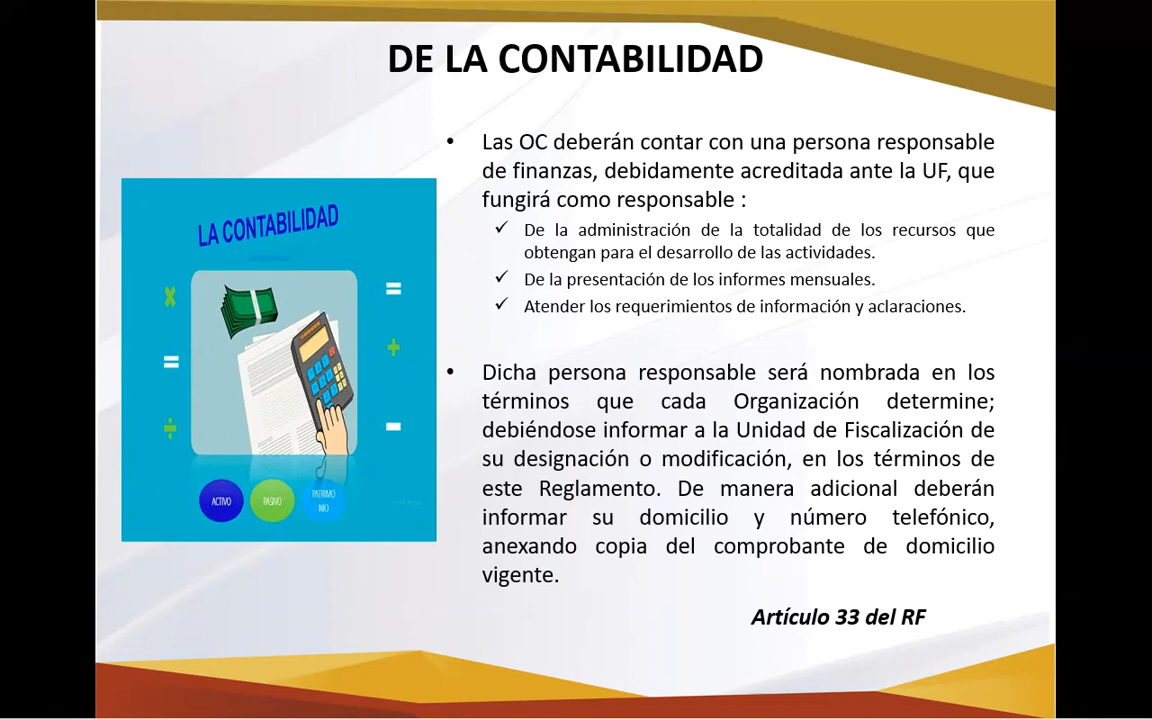 DE LA CONTABILIDAD
LA CONTABILIDAD
ACTIVO
PASIVO
PATRIMO
NIO
• Las OC deberán contar con una persona responsable
de finanzas, debidamente acreditada ante la UF, que
fungirá como responsable :
✓ De la administración de la totalidad de los recursos que
obtengan para el desarrollo de las actividades.
✓ De la presentación de los informes mensuales.
✓ Atender los requerimientos de información y aclaraciones.
• Dicha persona responsable será nombrada en los
términos que cada Organización determine;
debiéndose informar a la Unidad de Fiscalización de
su designación o modificación, en los términos de
este Reglamento. De manera adicional deberán
informar su domicilio y número telefónico,
anexando copia del comprobante de domicilio
vigente.
Artículo 33 del RF